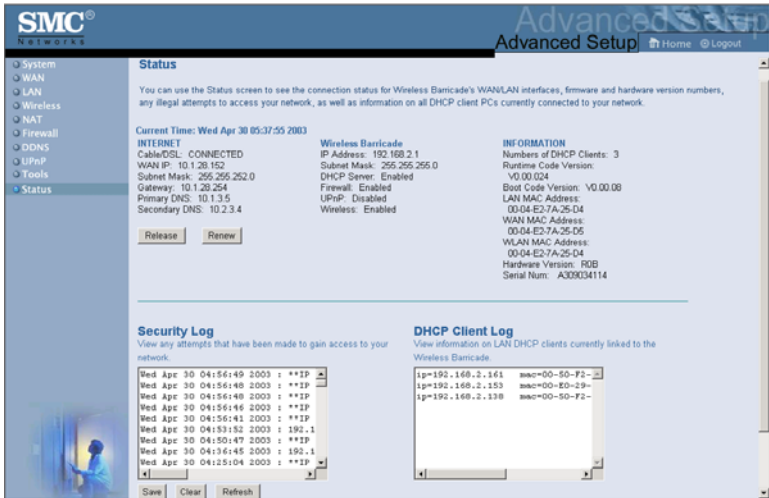 SMC®
Networks
Advanced Setup
Advanced Setup
Home
Logout
System
WAN
LAN
Wireless
NAT
Firewall
DDNS
UPnP
Tools
Status
Status
You can use the Status screen to see the connection status for Wireless Barricade's WAN/LAN interfaces, firmware and hardware version numbers,
any illegal attempts to access your network, as well as information on all DHCP client PCs currently connected to your network.
Current Time: Wed Apr 30 05:37:55 2003
INTERNET
Cable/DSL: CONNECTED
WAN IP: 10.1.28.152
Subnet Mask: 255.255.252.0
Gateway: 10.1.28.254
Primary DNS: 10.1.3.5
Secondary DNS: 10.2.3.4
Release
Renew
Wireless Barricade
IP Address: 192.168.2.1
Subnet Mask: 255.255.255.0
DHCP Server: Enabled
Firewall: Enabled
UPnP: Disabled
Wireless: Enabled
INFORMATION
Numbers of DHCP Clients: 3
Runtime Code Version:
V0.00.024
Boot Code Version: V0.00.08
LAN MAC Address:
00-04-E2-7A-25-D4
WAN MAC Address:
00-04-E2-7A-25-D5
WLAN MAC Address:
00-04-E2-7A-25-D4
Hardware Version: R0B
Serial Num: A309034114
Security Log
View any attempts that have been made to gain access to your
network.
Wed Apr 30 04:56:49 2003 : **IP
Wed Apr 30 04:56:48 2003 : **IP
Wed Apr 30 04:56:48 2003 : **IP
Wed Apr 30 04:56:46 2003 : **IP
Wed Apr 30 04:56:41 2003 : **IP
Wed Apr 30 04:53:52 2003 : 192.1
Wed Apr 30 04:50:47 2003 : **IP
Wed Apr 30 04:36:45 2003 : 192.1
Wed Apr 30 04:25:04 2003 : **IP
Save
Clear
Refresh
DHCP Client Log
View information on LAN DHCP clients currently linked to the
Wireless Barricade.
ip=192.168.2.161 mac=00-50-F2-
ip=192.168.2.153 mac=00-E0-29-
ip=192.168.2.138 mac=00-50-F2-